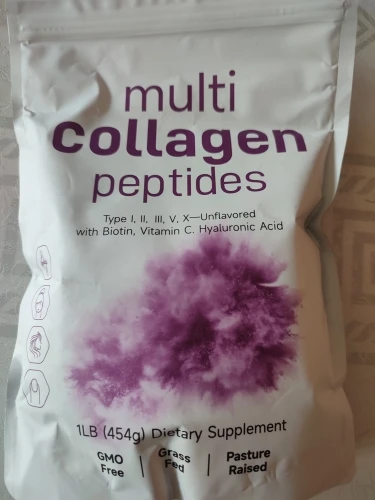 multi
collagen
peptides
Type I, II, III, V, X—Unflavored
with Biotin, Vitamin C. Hyaluronic Acid
1LB (454g) Dietary Supplement
GMO Free | Grass Fed | Pasture Raised